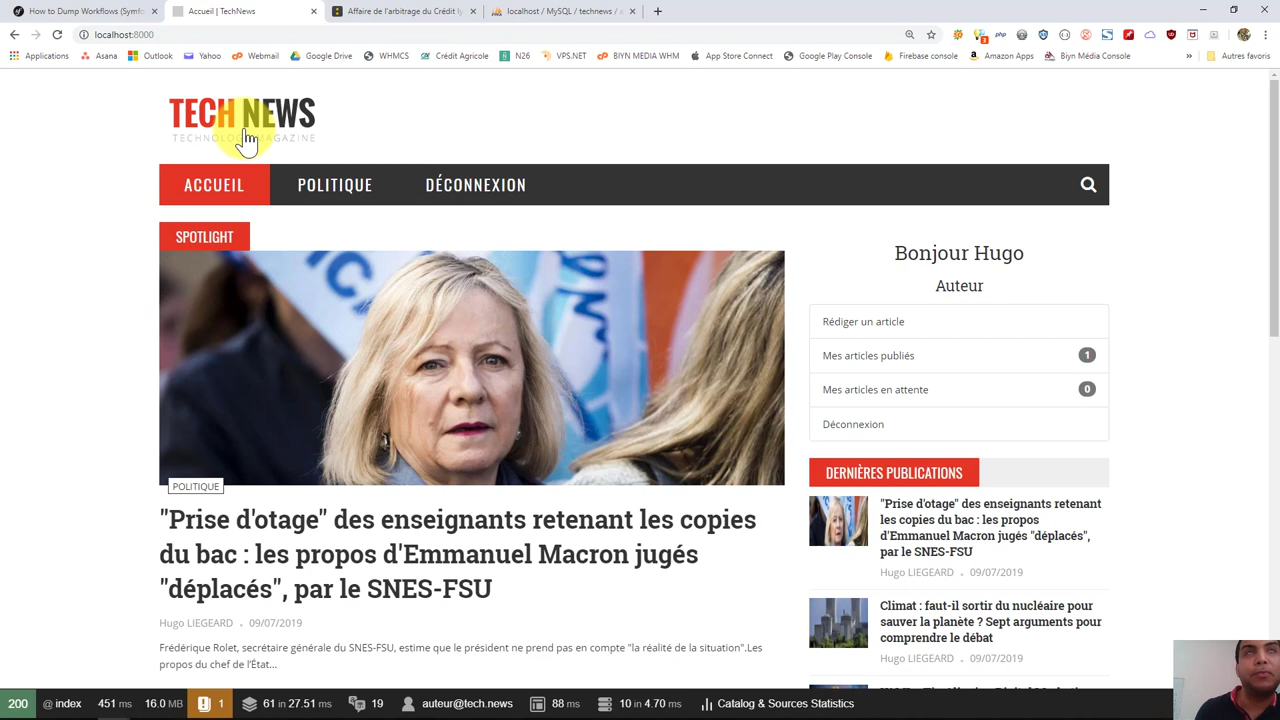 How to Dump Workflows (Symfo
Accueil | TechNews
Affaire de l'arbitrage du Crédit ly
localhost / MySQL / technews / a
localhost:8000
Applications
Asana
Outlook
Yahoo
Webmail
Google Drive
WHMCS
Crédit Agricole
N26
VPS.NET
BIYN MEDIA WHM
App Store Connect
Google Play Console
Firebase console
Amazon Apps
Biyn Média Console
»
Autres favoris
TECH NEWS
TECHNOLOGY MAGAZINE
ACCUEIL
POLITIQUE
DÉCONNEXION
SPOTLIGHT
POLITIQUE
"Prise d'otage" des enseignants retenant les copies
du bac : les propos d'Emmanuel Macron jugés
"déplacés", par le SNES-FSU
Hugo LIEGEARD . 09/07/2019
Frédérique Rolet, secrétaire générale du SNES-FSU, estime que le président ne prend pas en compte "la réalité de la situation".Les
propos du chef de l'État...
Bonjour Hugo
Auteur
Rédiger un article
Mes articles publiés 1
Mes articles en attente 0
Déconnexion
DERNIÈRES PUBLICATIONS
"Prise d'otage" des enseignants retenant
les copies du bac : les propos
d'Emmanuel Macron jugés "déplacés",
par le SNES-FSU
Hugo LIEGEARD . 09/07/2019
Climat : faut-il sortir du nucléaire pour
sauver la planète ? Sept arguments pour
comprendre le débat
Hugo LIEGEARD . 09/07/2019
200 @ index 451 ms 16.0 MB 1 61 in 27.51 ms 19 auteur@tech.news 88 ms 10 in 4.70 ms Catalog & Sources Statistics